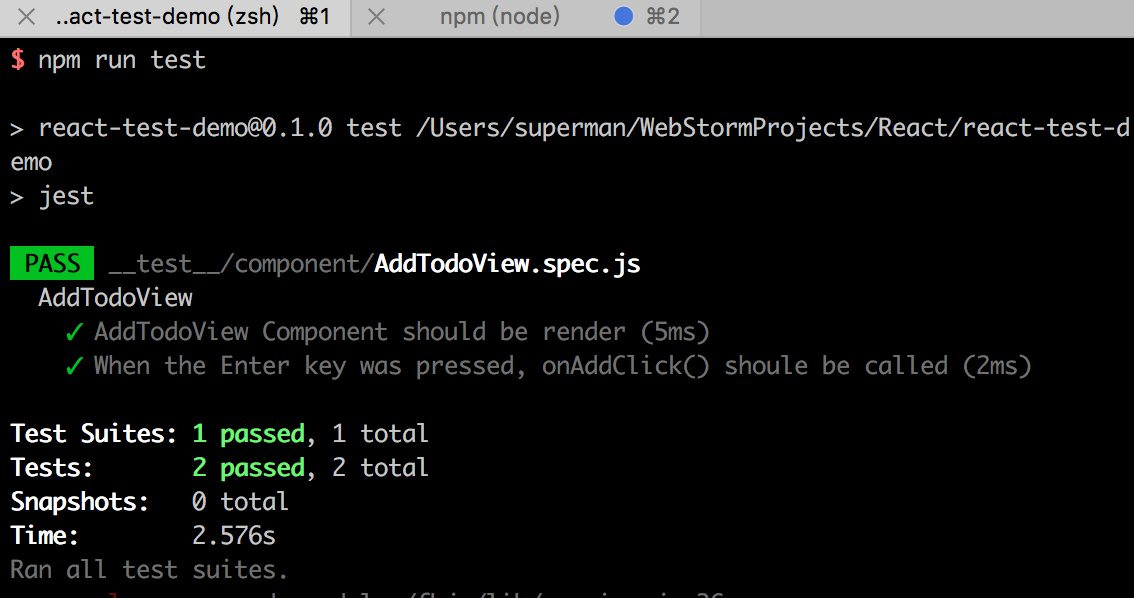 ..act-test-demo (zsh) ⌘1 npm (node) ⌘2
$ npm run test
> react-test-demo@0.1.0 test /Users/superman/WebStormProjects/React/react-test-d
emo
> jest
PASS __test__/component/AddTodoView.spec.js
AddTodoView
✓ AddTodoView Component should be render (5ms)
✓ When the Enter key was pressed, onAddClick() shoule be called (2ms)
Test Suites: 1 passed, 1 total
Tests: 2 passed, 2 total
Snapshots: 0 total
Time: 2.576s
Ran all test suites.